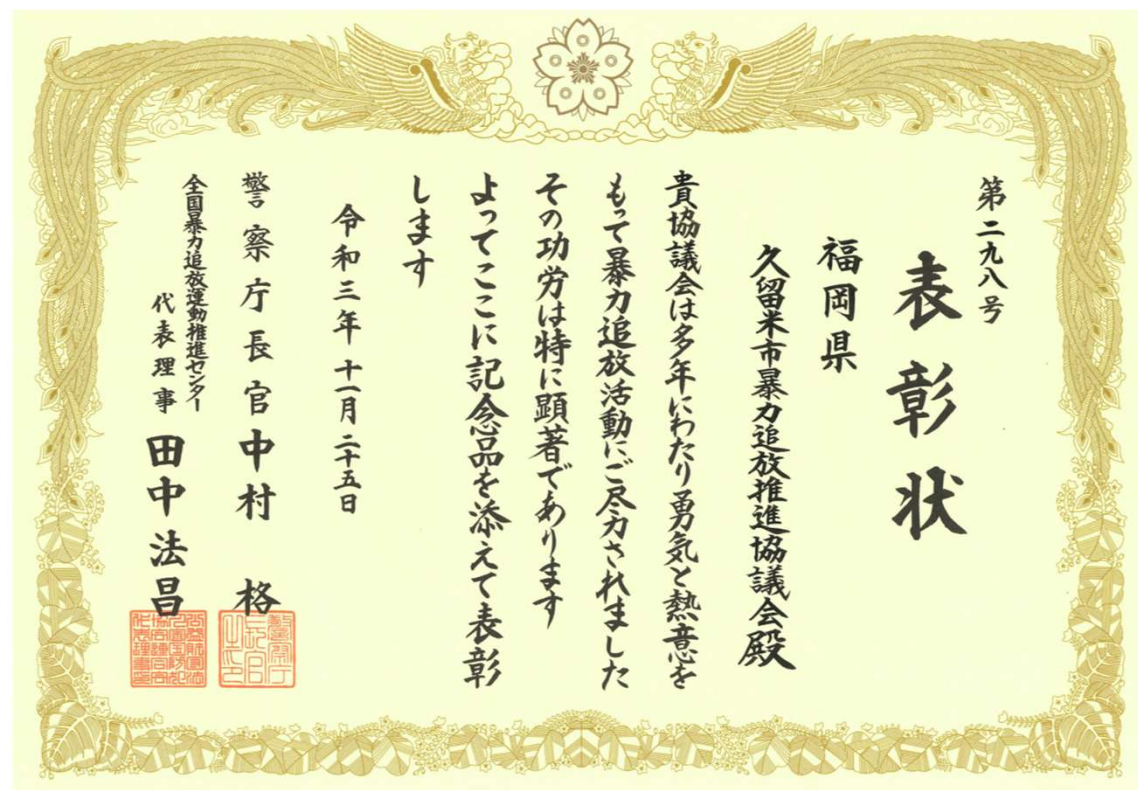 第二九八号
表彰状
福岡県
久留米市暴力追放推進協議会殿
貴協議会は多年にわたり勇気と熱意を
もって暴力追放活動にご尽力されました
その功労は特に顕著であります
よってここに記念品を添えて表彰
します
令和三年十一月二十五日
警察庁長官 中村 格
全国暴力追放運動推進センター
代表理事 田中法昌
警察庁長官之印